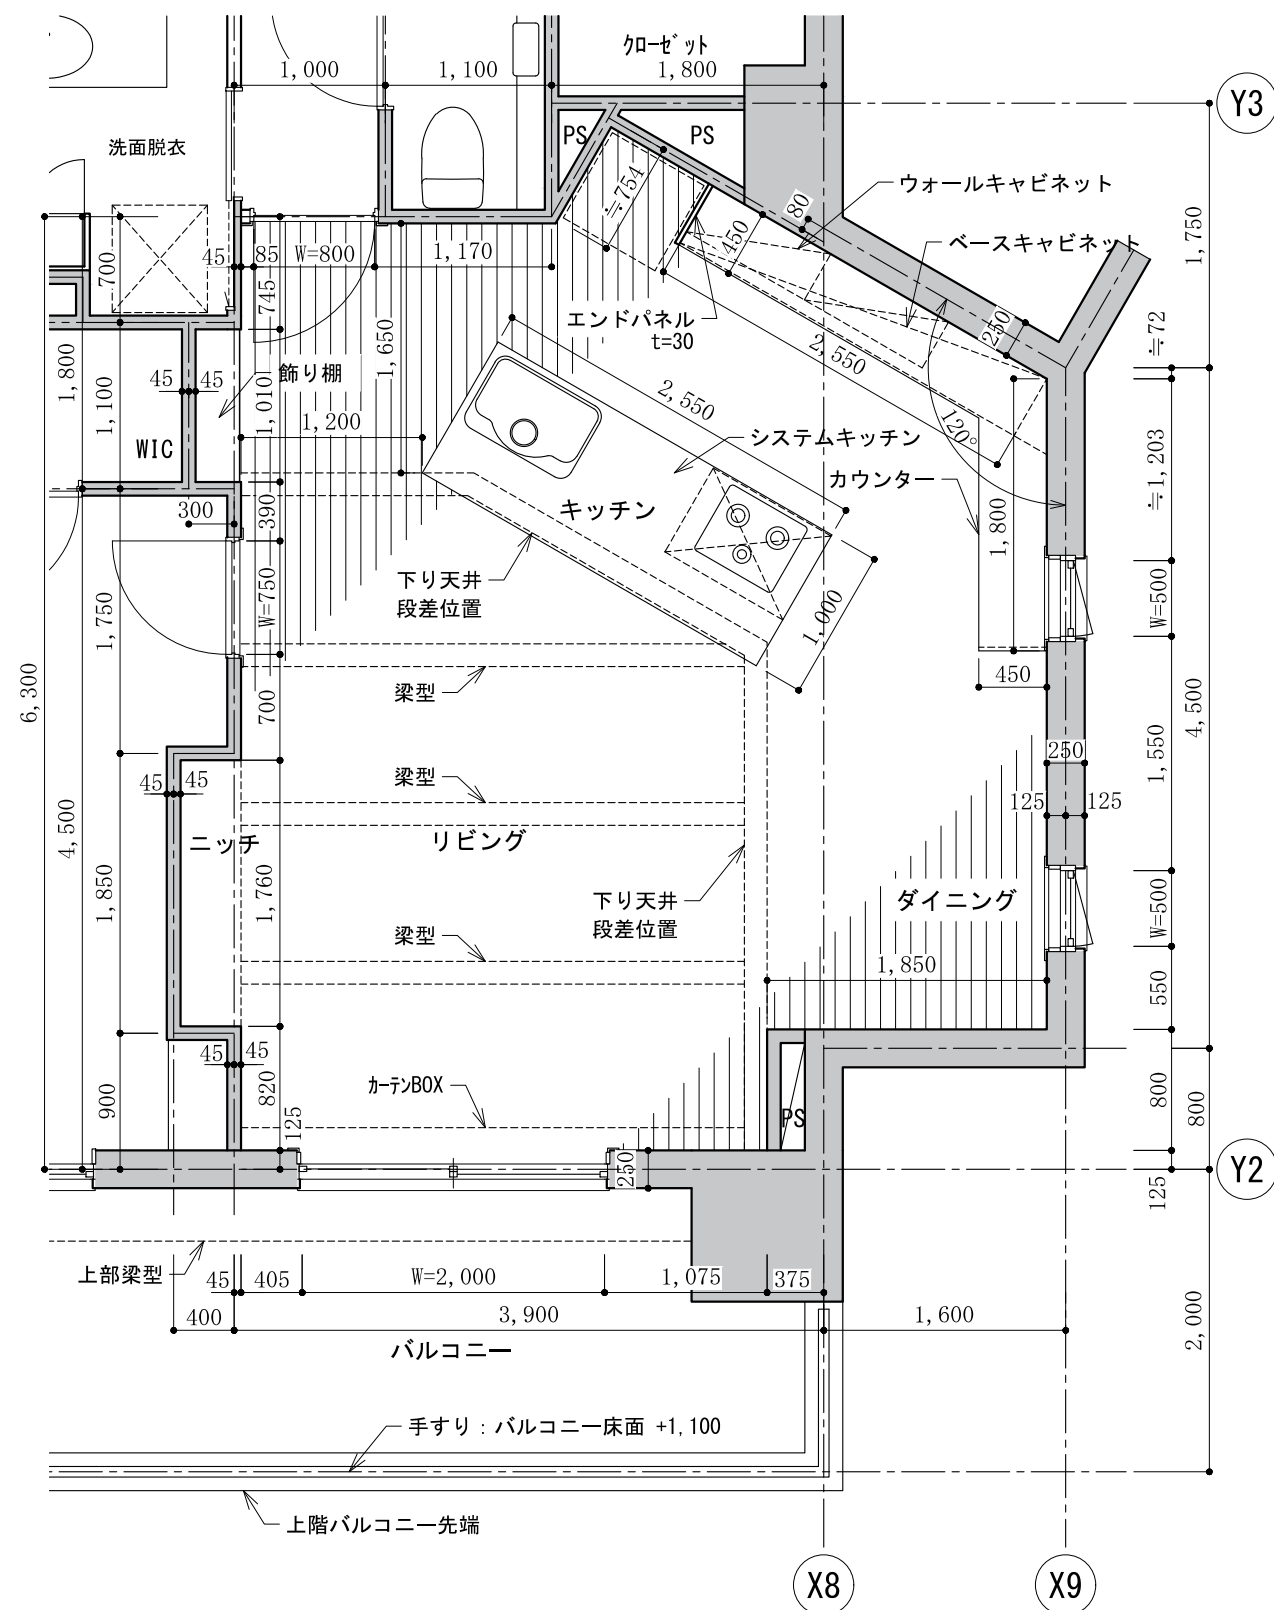 クローゼット
1,000
1,100
1,800
Y3
PS
PS
洗面脱衣
≒754
ウォールキャビネット
80
450
ベースキャビネット
1,750
45
85
W=800
1,170
700
745
エンドパネル
t=30
250
≒72
2,550
1,650
1,800
1,100
45
45
飾り棚
1,010
2,550
120°
1,200
システムキッチン
WIC
カウンター
≒1,203
300
390
キッチン
1,800
下り天井
段差位置
W=750
W=500
1,750
1,000
6,300
梁型
450
700
4,500
250
1,550
45
45
梁型
125
125
4,500
ニッチ
リビング
1,850
1,760
下り天井
段差位置
ダイニング
W=500
梁型
1,850
550
45
45
900
820
125
カーテンBOX
PS
800
800
250
Y2
125
上部梁型
45
405
W=2,000
1,075
375
400
3,900
1,600
2,000
バルコニー
手すり：バルコニー床面 +1,100
上階バルコニー先端
X8
X9